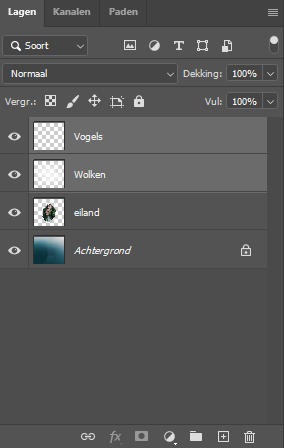 Lagen Kanalen Paden
Soort
Normaal Dekking: 100%
Vergr.: Vul: 100%
Vogels
Wolken
eiland
Achtergrond
fx